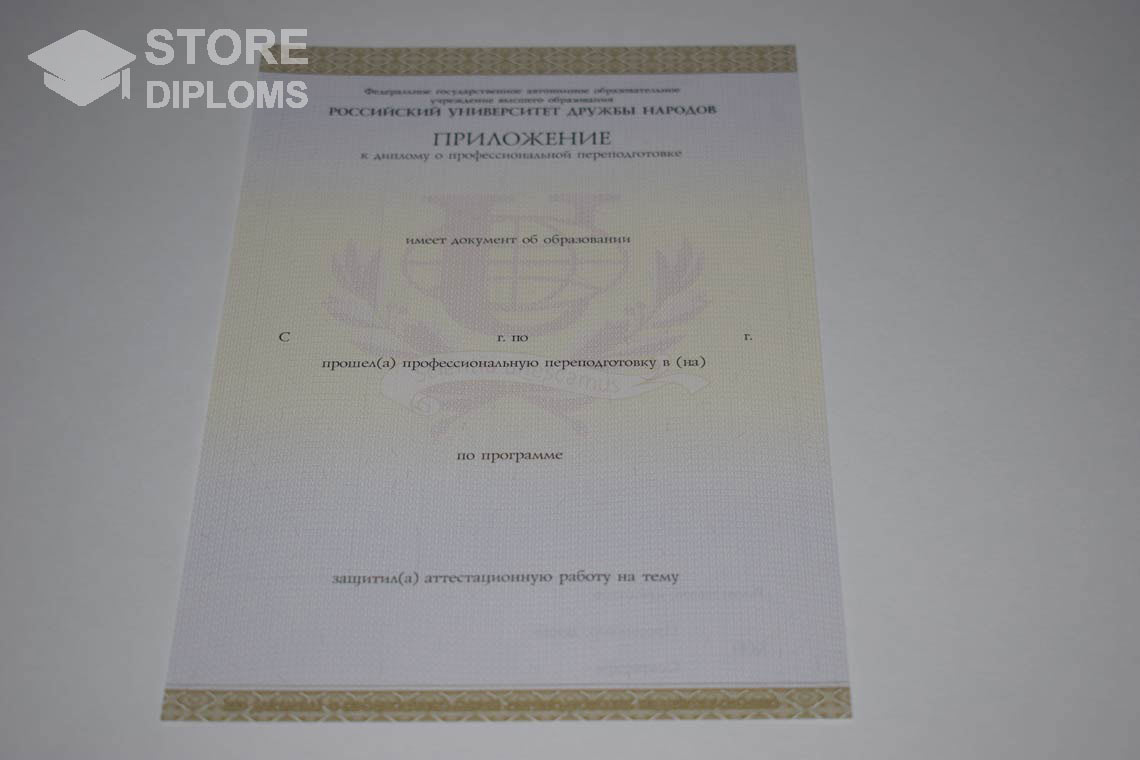 STORE
DIPLOMS
Федеральное государственное автономное образовательное
учреждение высшего образования
РОССИЙСКИЙ УНИВЕРСИТЕТ ДРУЖБЫ НАРОДОВ
ПРИЛОЖЕНИЕ
к диплому о профессиональной переподготовке
имеет документ об образовании
С г. по г.
прошел(а) профессиональную переподготовку в (на)
по программе
защитил(а) аттестационную работу на тему